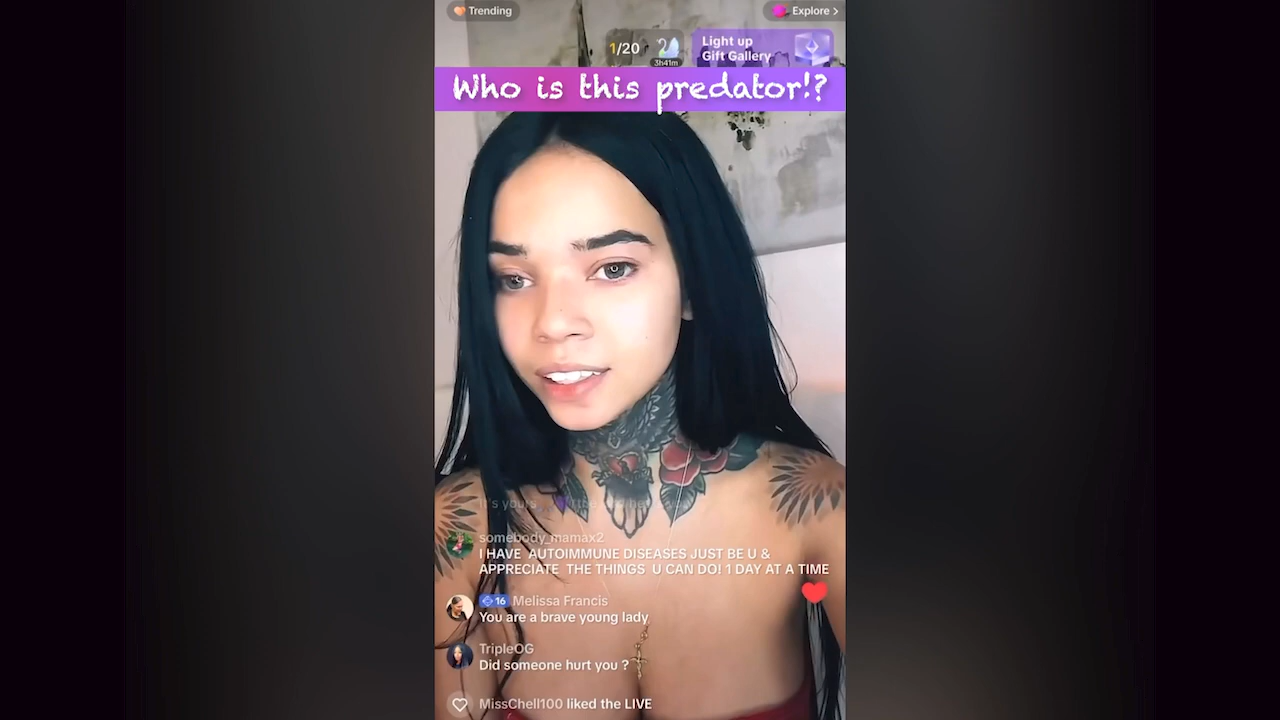 Trending
Explore >
1/20
Light up
Gift Gallery
3h41m
Who is this predator!?
It's yours
somebody_mamax2
I HAVE AUTOIMMUNE DISEASES JUST BE U &
APPRECIATE THE THINGS U CAN DO! 1 DAY AT A TIME
16 Melissa Francis
You are a brave young lady
TripleOG
Did someone hurt you ?
MissChell100 liked the LIVE